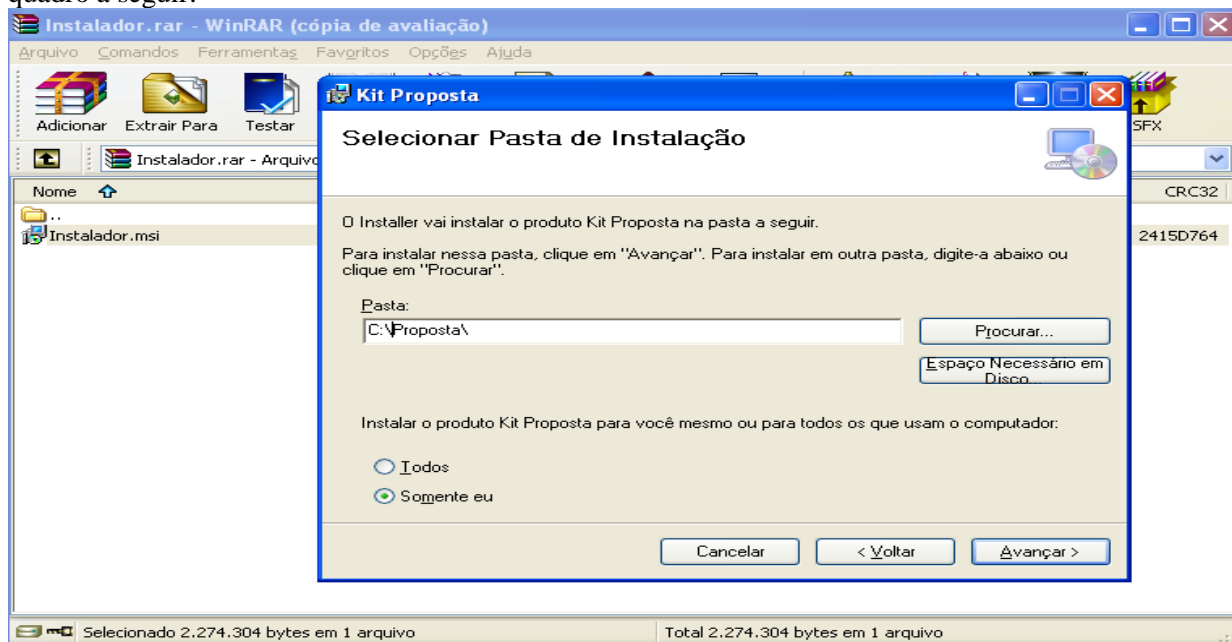 quadro a seguir:
Instalador.rar - WinRAR (cópia de avaliação)
Arquivo Comandos Ferramentas Favoritos Opções Ajuda
Adicionar Extrair Para Testar SFX
Instalador.rar - Arquivo
Nome CRC32
..
Instalador.msi 2415D764
Kit Proposta
Selecionar Pasta de Instalação
O Installer vai instalar o produto Kit Proposta na pasta a seguir.
Para instalar nessa pasta, clique em "Avançar". Para instalar em outra pasta, digite-a abaixo ou
clique em "Procurar".
Pasta:
C:\Proposta\
Procurar...
Espaço Necessário em
Disco...
Instalar o produto Kit Proposta para você mesmo ou para todos os que usam o computador:
Todos
Somente eu
Cancelar < Voltar Avançar >
Selecionado 2.274.304 bytes em 1 arquivo Total 2.274.304 bytes em 1 arquivo